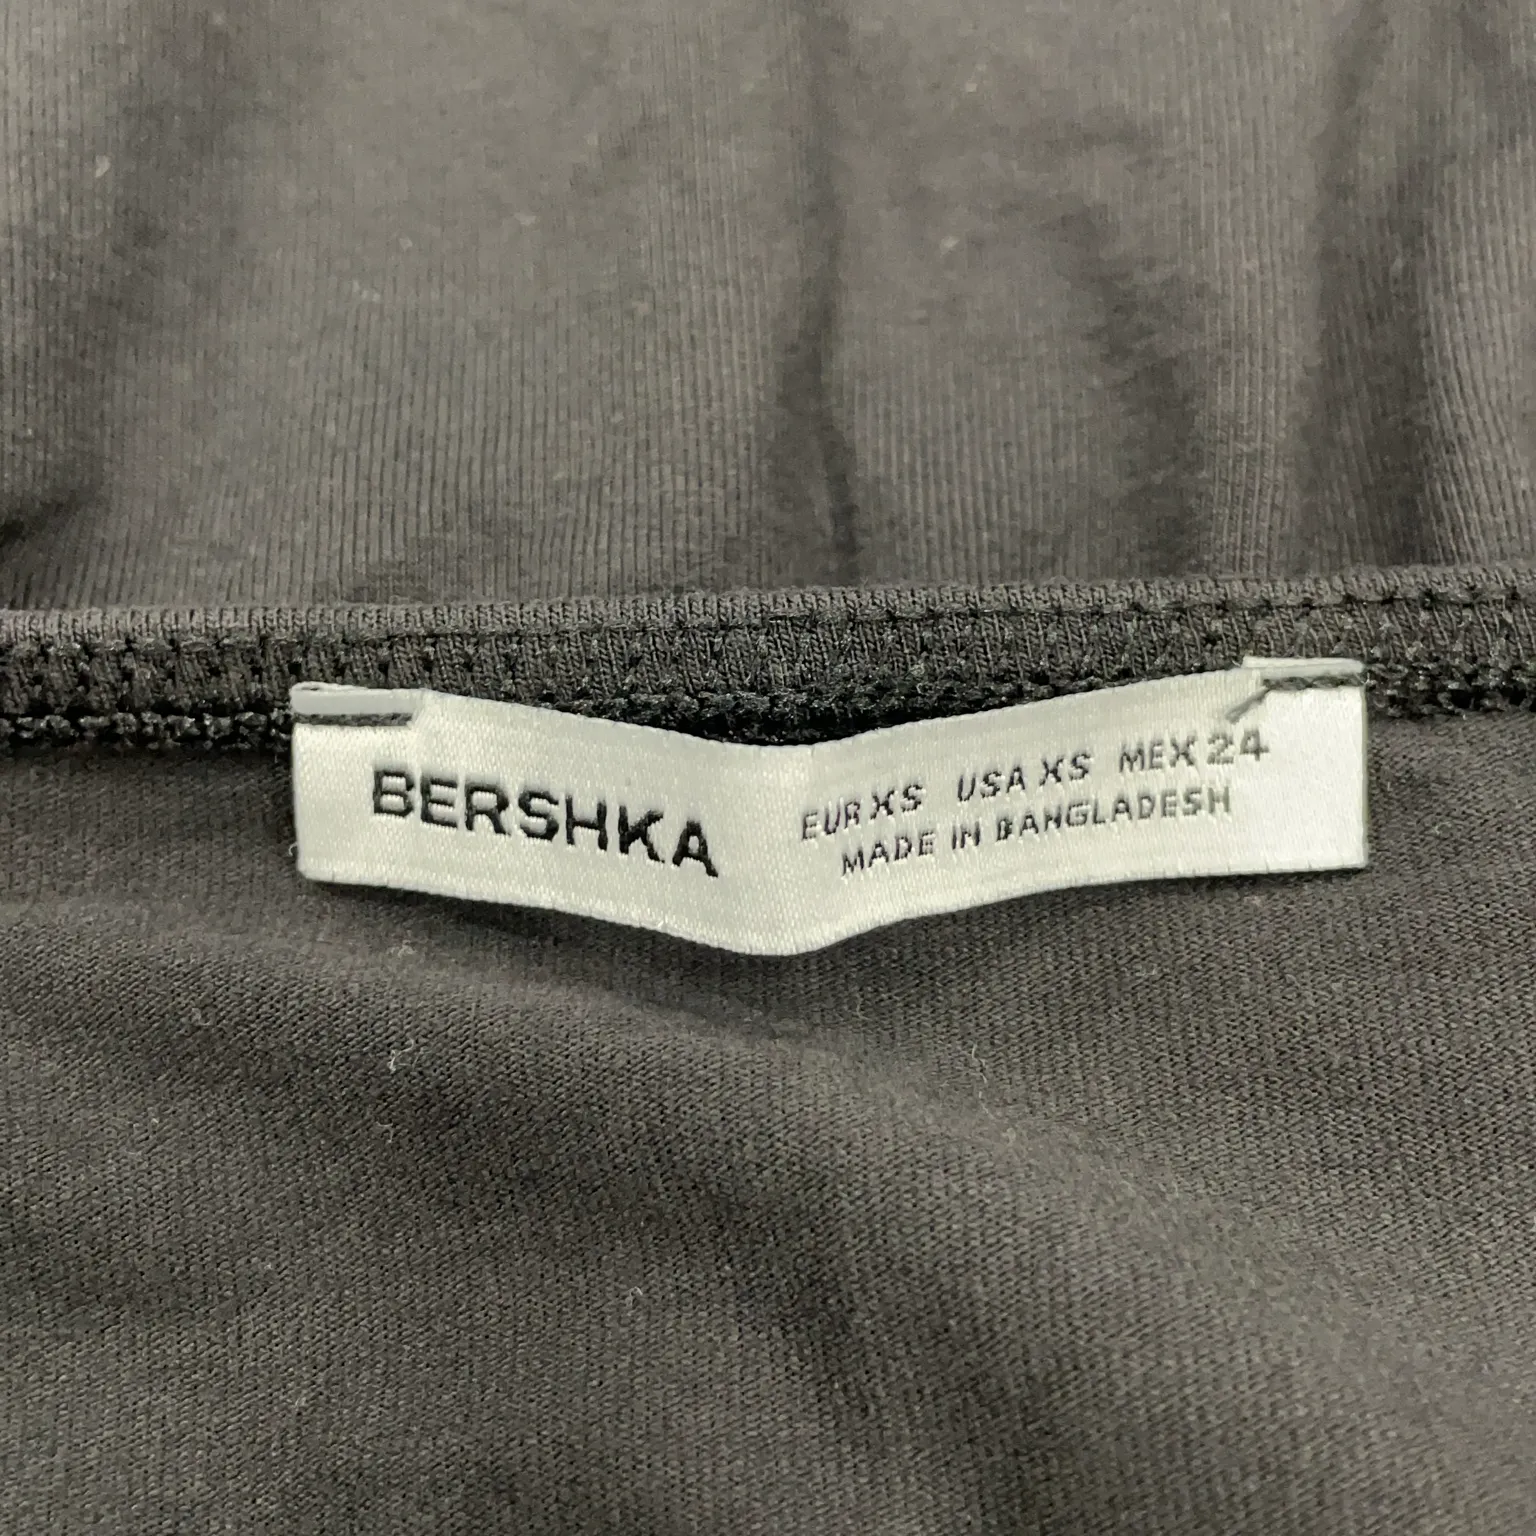 BERSHKA
EUR XS USA XS MEX 24
MADE IN BANGLADESH